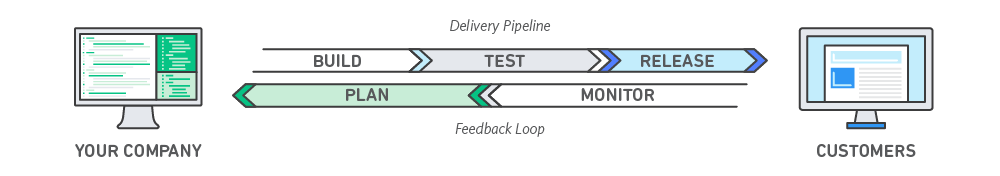 Delivery Pipeline
BUILD TEST RELEASE
PLAN MONITOR
Feedback Loop
YOUR COMPANY CUSTOMERS